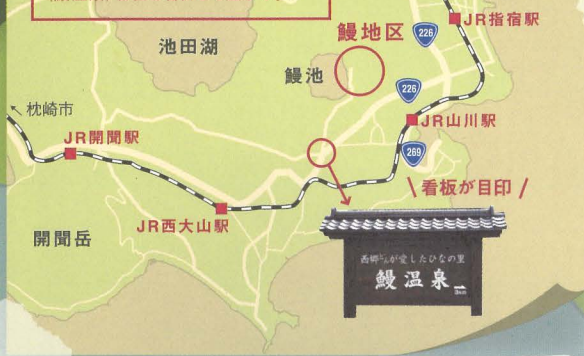 JR指宿駅
鰻地区
226
池田湖
鰻池
226
枕崎市
JR山川駅
JR開聞駅
269
看板が目印
JR西大山駅
開聞岳
西郷どんが愛したひなの里
鰻温泉